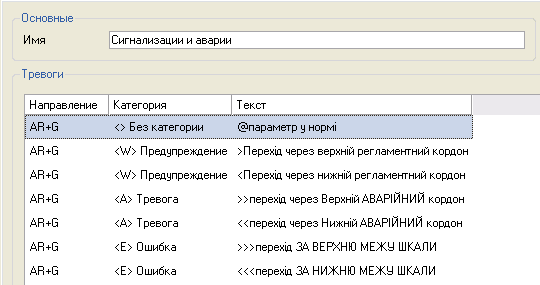 Основные
Имя Сигнализации и аварии
Тревоги
Направление Категория Текст
AR+G <> Без категории @параметр у нормі
AR+G <W> Предупреждение >Перехід через верхній регламентний кордон
AR+G <W> Предупреждение <Перехід через нижній регламентний кордон
AR+G <A> Тревога >>перехід через Верхній АВАРІЙНИЙ кордон
AR+G <A> Тревога <<перехід через Нижній АВАРІЙНИЙ кордон
AR+G <E> Ошибка >>>перехід ЗА ВЕРХНЮ МЕЖУ ШКАЛИ
AR+G <E> Ошибка <<<перехід ЗА НИЖНЮ МЕЖУ ШКАЛИ